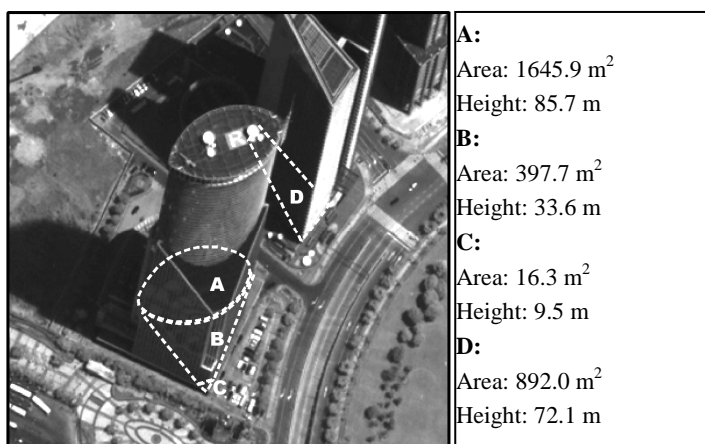 A:
Area: 1645.9 m²
Height: 85.7 m
B:
Area: 397.7 m²
Height: 33.6 m
C:
Area: 16.3 m²
Height: 9.5 m
D:
Area: 892.0 m²
Height: 72.1 m
D
A
B
C